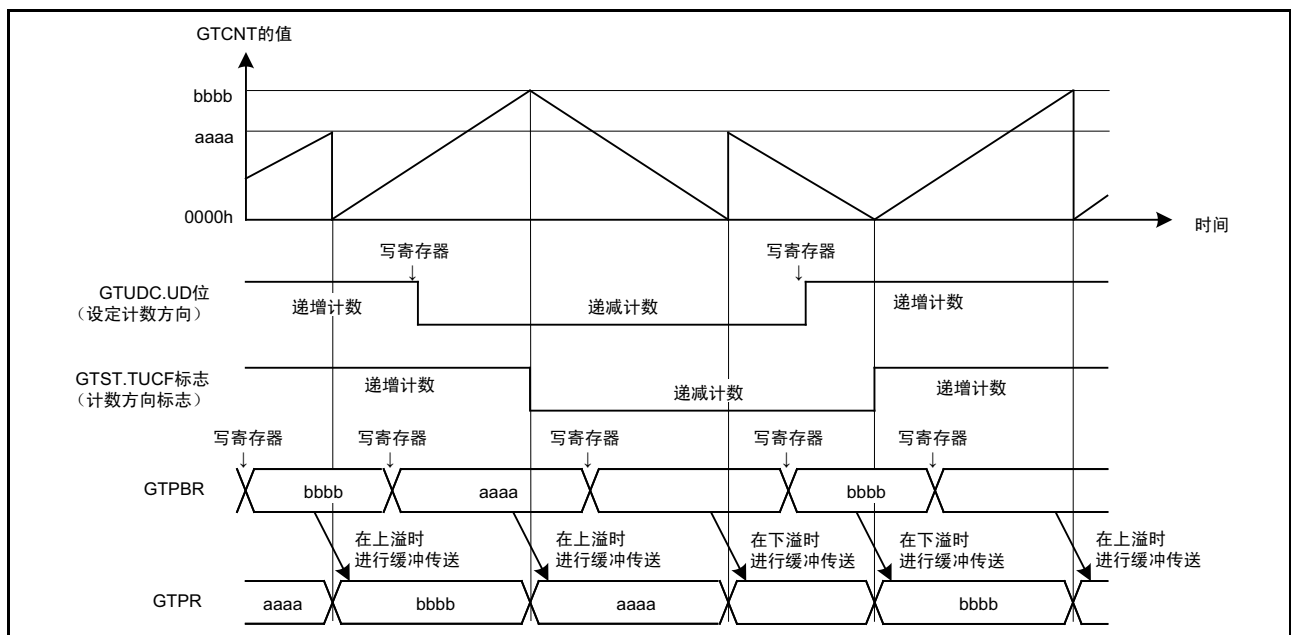 GTCNT的值
bbbb
aaaa
0000h
时间
写寄存器 写寄存器
↓ ↓
GTUDC.UD位
（设定计数方向）
递增计数 递减计数 递增计数
GTST.TUCF标志
（计数方向标志）
递增计数 递减计数 递增计数
写寄存器 写寄存器 写寄存器 写寄存器 写寄存器
↓ ↓ ↓ ↓ ↓
GTPBR bbbb aaaa bbbb
在上溢时 在上溢时 在下溢时 在下溢时 在上溢时
进行缓冲传送 进行缓冲传送 进行缓冲传送 进行缓冲传送 进行缓冲传送
GTPR aaaa bbbb aaaa bbbb